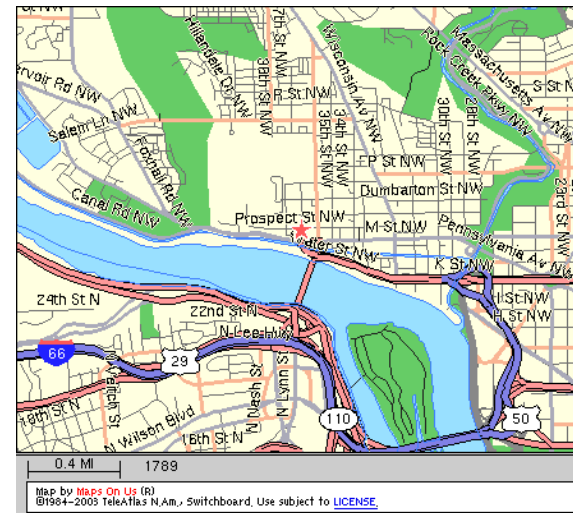 Wisconsin Av NW
Rock Creek Pkwy NW
Massachusetts Av NW
Hillandale Dr NW
37th St NW
38th St NW
R St NW
S St N
ervoir Rd NW
Salem Ln NW
Foxhall Rd NW
35th St NW
34th St NW
30th St NW
28th St NW
P St NW
Dumbarton St NW
23rd St NW
Canal Rd NW
Prospect St NW
M St NW
Pennsylvania Av NW
Water St NW
K St NW
I St NW
H St NW
24th St N
22nd St N
N Lee Hwy
66
29
N Veitch St
N Nash St
N Lynn St
110
50
18th St N
N Wilson Blvd
16th St N
0.4 MI 1789
Map by Maps On Us (R)
©1984-2003 TeleAtlas N.Am., Switchboard. Use subject to LICENSE.